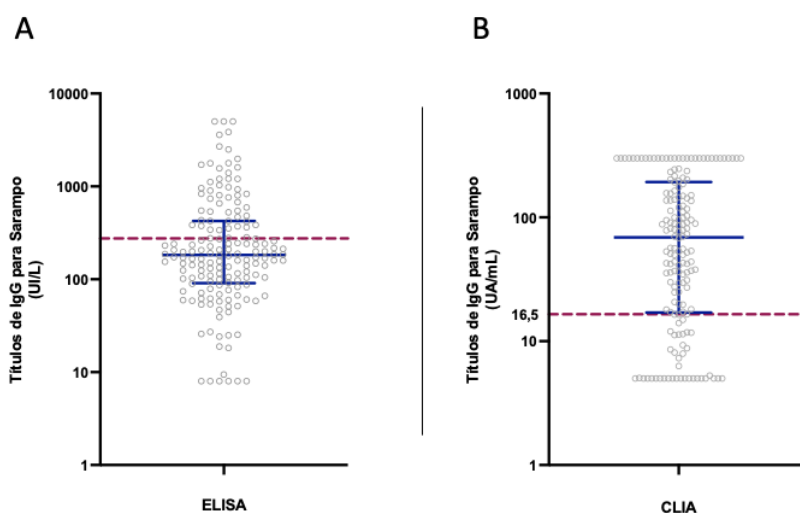 A
Títulos de IgG para Sarampo
(UI/L)
10000
1000
100
10
1
ELISA
B
Títulos de IgG para Sarampo
(UA/mL)
1000
100
16,5
10
1
CLIA